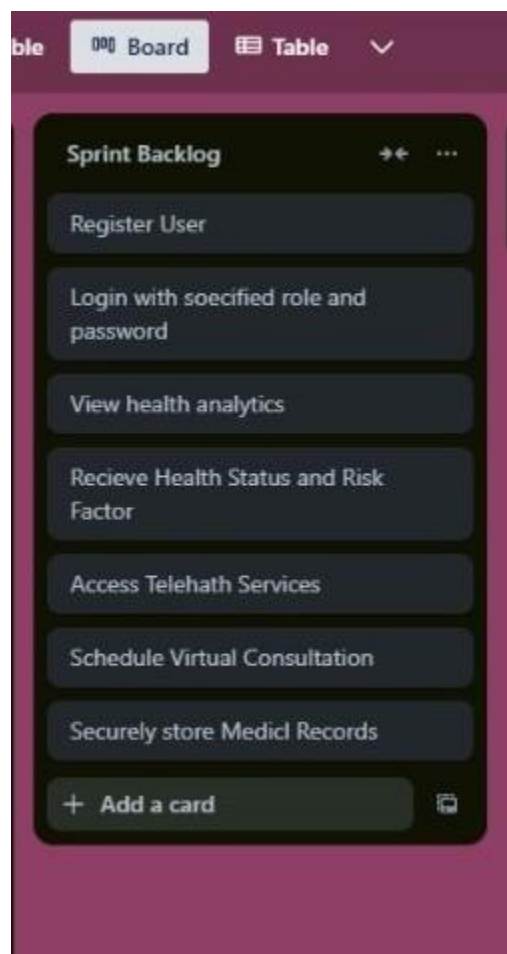 ble Board Table
Sprint Backlog
Register User
Login with soecified role and
password
View health analytics
Recieve Health Status and Risk
Factor
Access Telehath Services
Schedule Virtual Consultation
Securely store Medicl Records
+ Add a card